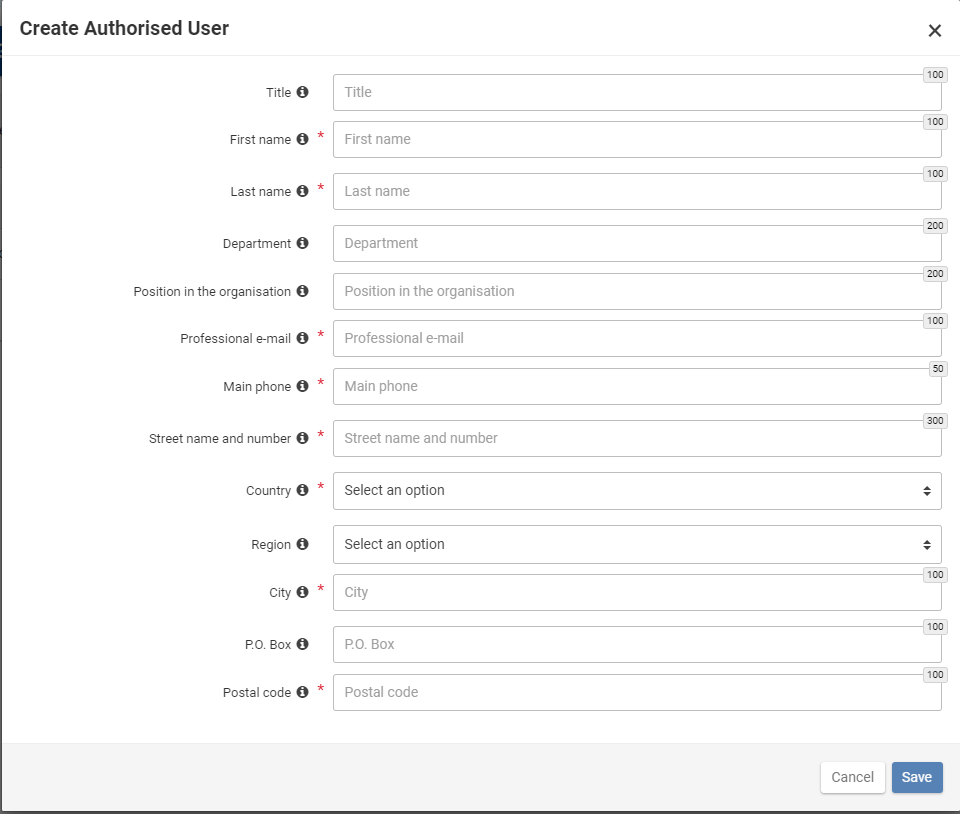 Create Authorised User
100
Title Title
100
First name * First name
100
Last name * Last name
200
Department Department
200
Position in the organisation Position in the organisation
100
Professional e-mail * Professional e-mail
50
Main phone * Main phone
300
Street name and number * Street name and number
Country * Select an option
Region Select an option
100
City * City
100
P.O. Box P.O. Box
100
Postal code * Postal code
Cancel Save